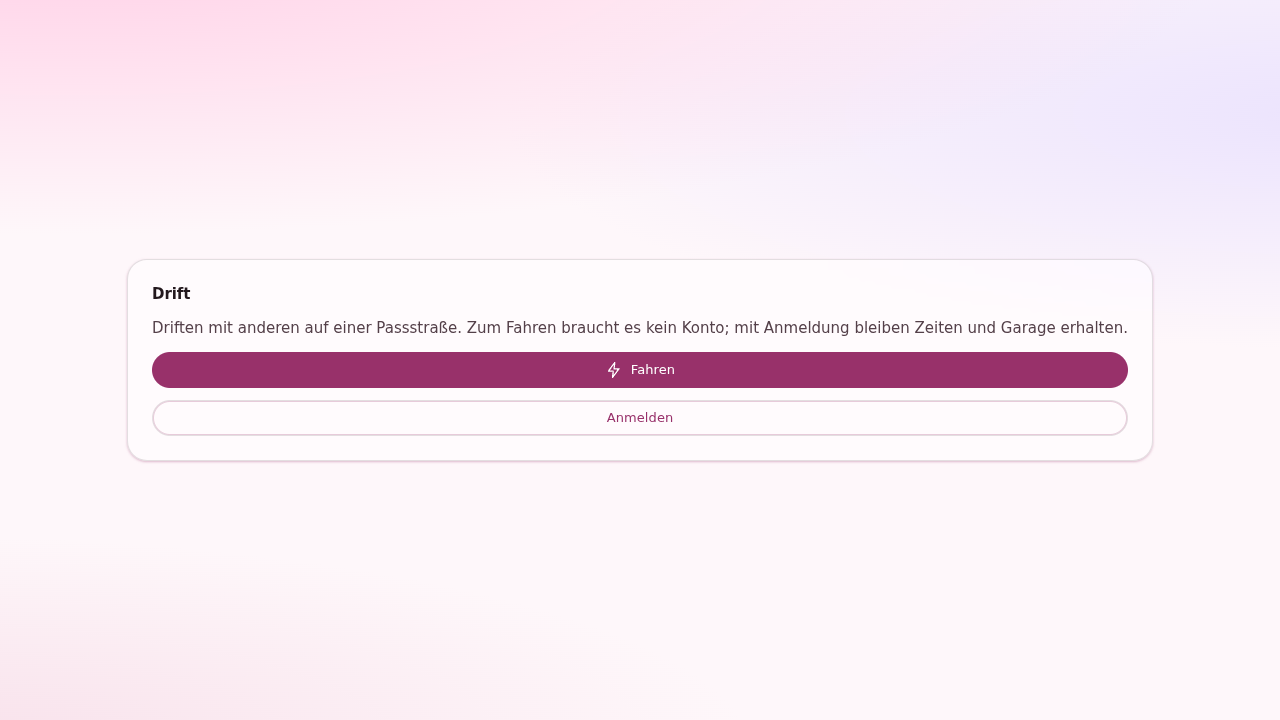 Drift
Driften mit anderen auf einer Passstraße. Zum Fahren braucht es kein Konto; mit Anmeldung bleiben Zeiten und Garage erhalten.
Fahren
Anmelden